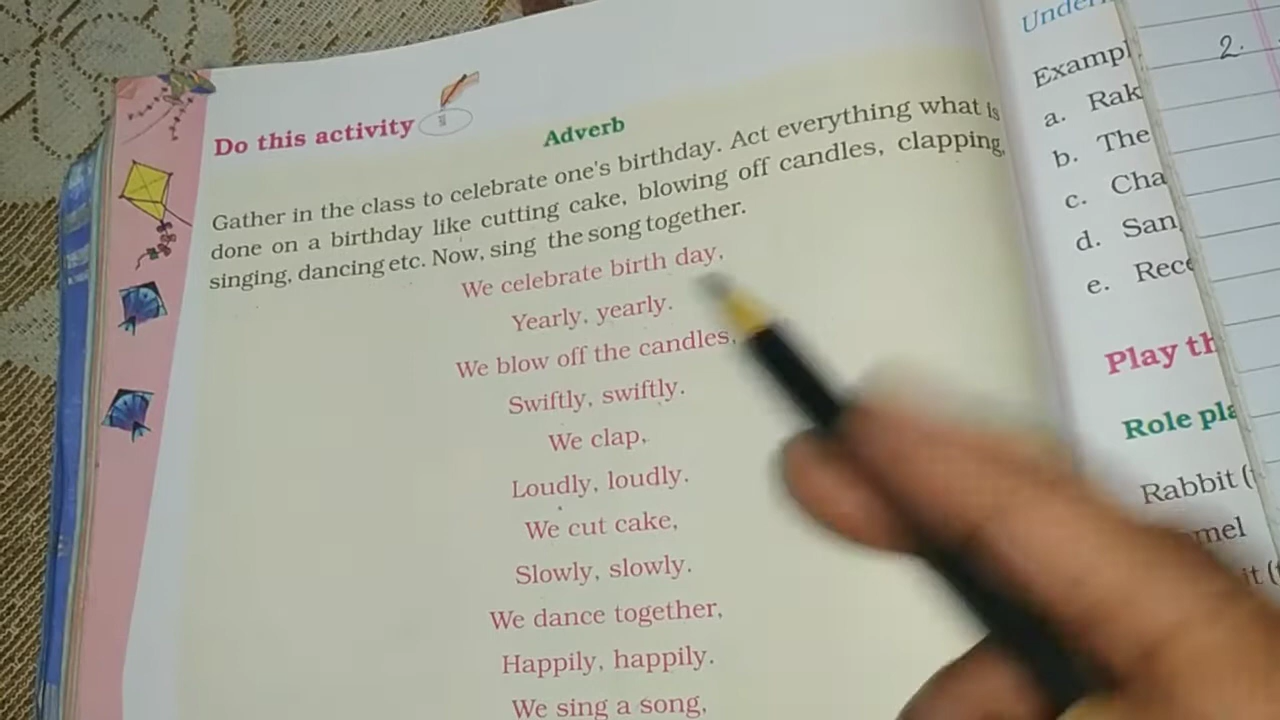 Do this activity
Adverb
Gather in the class to celebrate one's birthday. Act everything what is
done on a birthday like cutting cake, blowing off candles, clapping,
singing, dancing etc. Now, sing the song together.
We celebrate birth day,
Yearly, yearly.
We blow off the candles,
Swiftly, swiftly.
We clap,
Loudly, loudly.
We cut cake,
Slowly, slowly.
We dance together,
Happily, happily.
We sing a song,
Exampl
a. Rak
b. The
c. Cha
d. San
e. Rece
Play th
Role pla
Rabbit (
mel
it (
2.